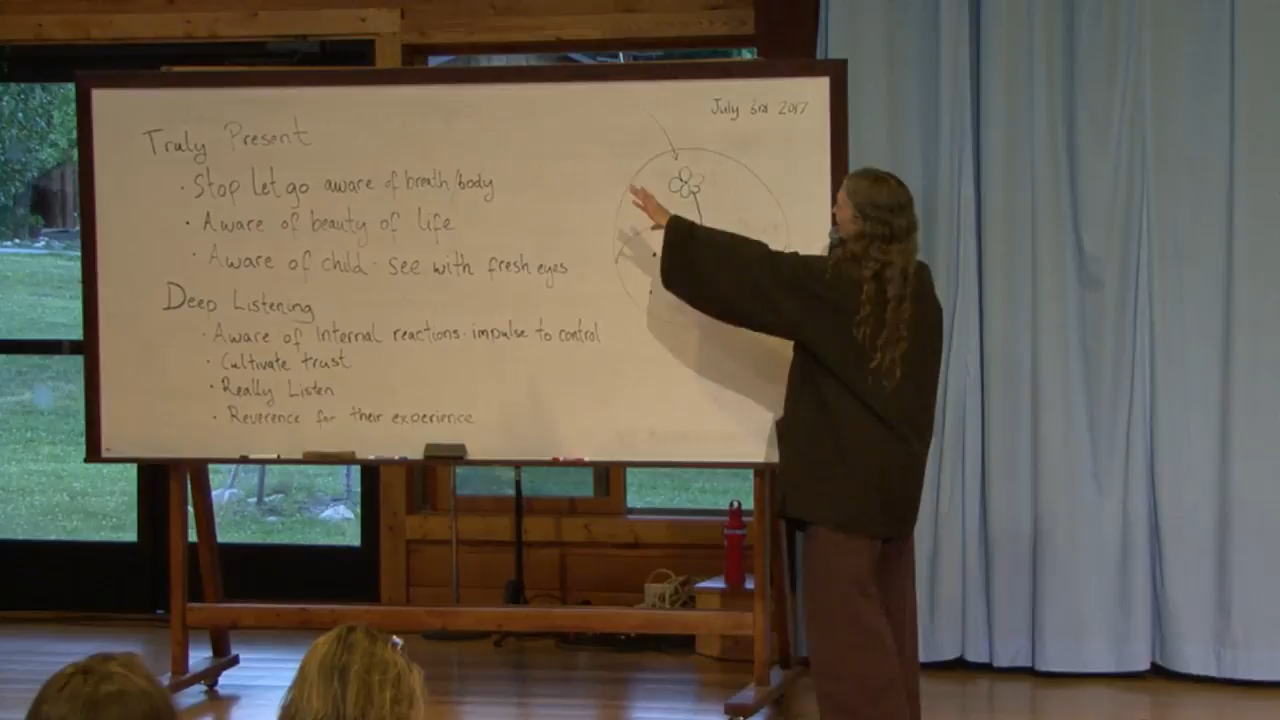 July 3rd 2017
Truly Present
· Stop let go aware of breath/body
· Aware of beauty of life
· Aware of child - see with fresh eyes
Deep Listening
· Aware of Internal reactions - impulse to control
· Cultivate trust
· Really Listen
· Reverence for their experience